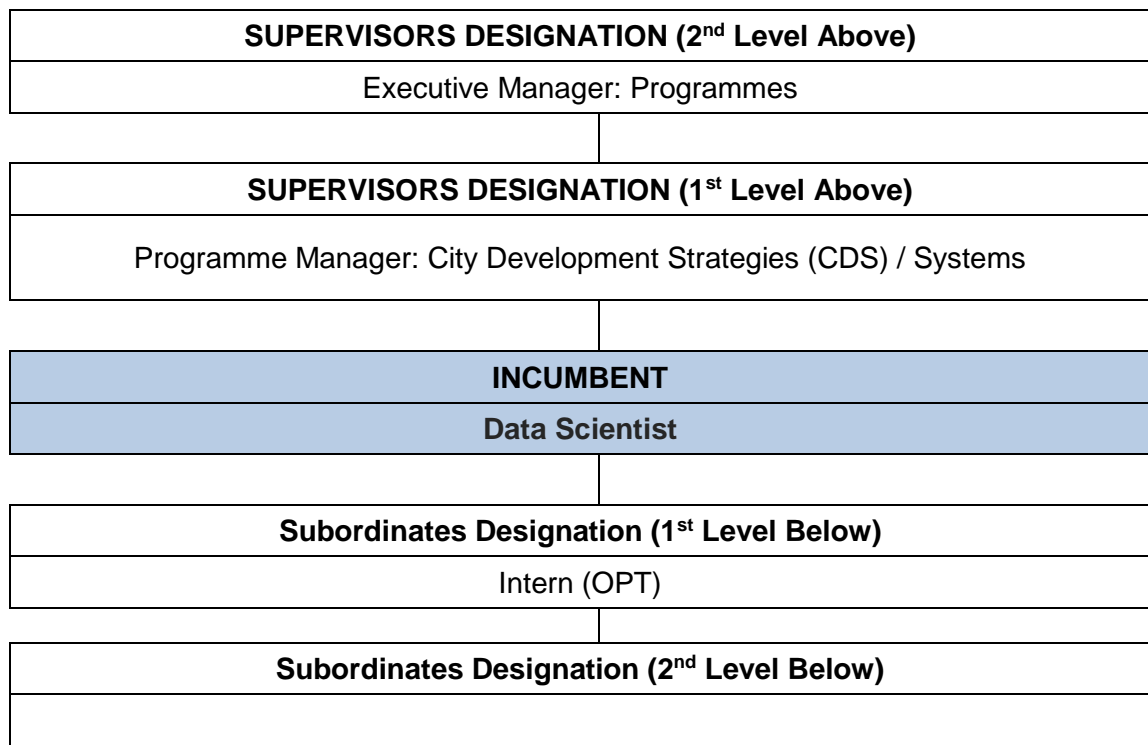 SUPERVISORS DESIGNATION (2nd Level Above)
Executive Manager: Programmes
SUPERVISORS DESIGNATION (1st Level Above)
Programme Manager: City Development Strategies (CDS) / Systems
INCUMBENT
Data Scientist
Subordinates Designation (1st Level Below)
Intern (OPT)
Subordinates Designation (2nd Level Below)